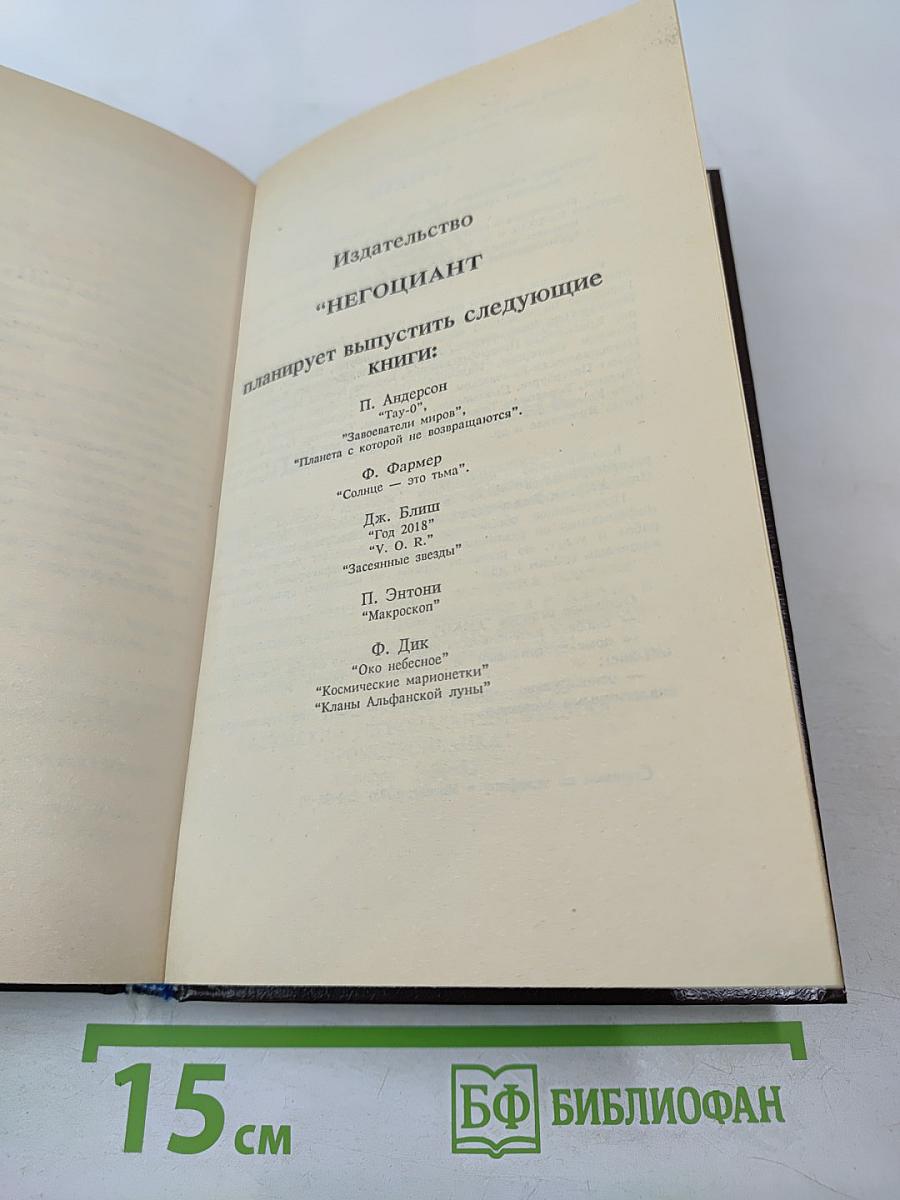 Издательство
“НЕГОЦИАНТ
планирует выпустить следующие
книги:
П. Андерсон
“Тау-0”,
”Завоеватели миров”,
“Планета с которой не возвращаются”.
Ф. Фармер
“Солнце — это тьма”.
Дж. Блиш
“Год 2018”
“V. O. R.”
“Засеянные звезды”
П. Энтони
“Макроскоп”
Ф. Дик
“Око небесное”
“Космические марионетки”
“Кланы Альфанской луны”
15 см
БФ БИБЛИОФАН